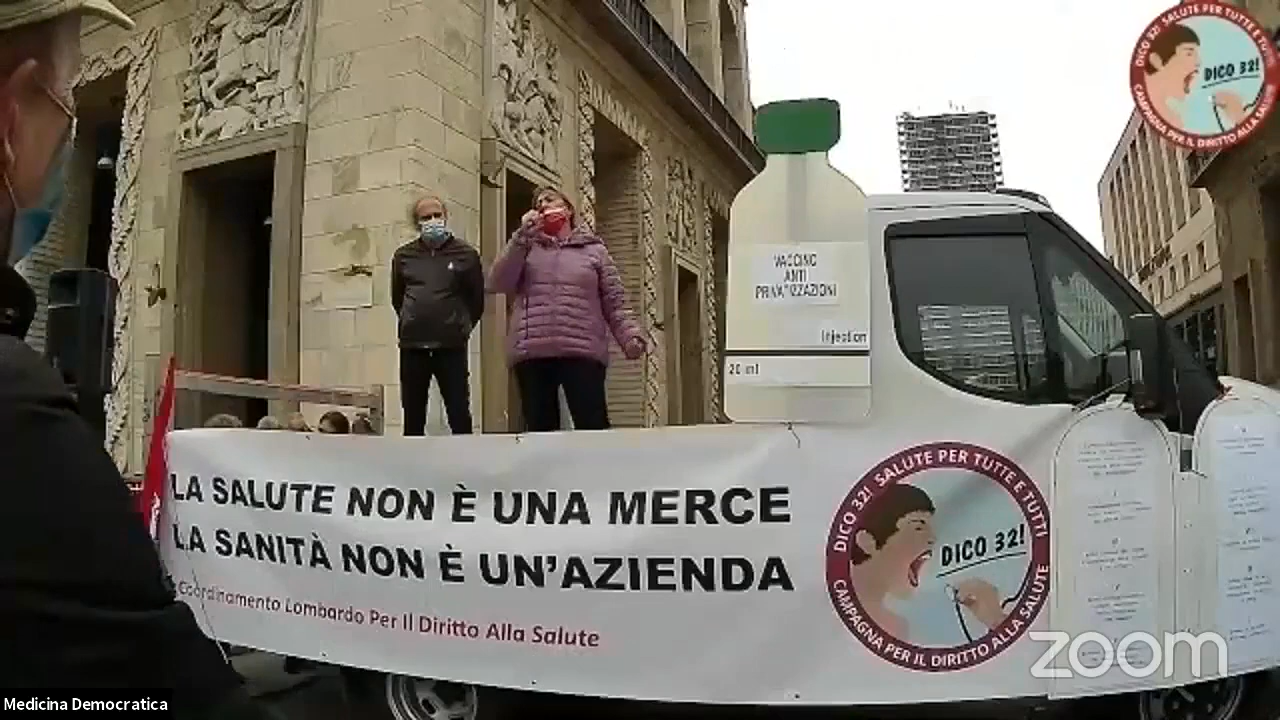 DICO 32! SALUTE PER TUTTE E TUTTI
DICO 32!
CAMPAGNA PER IL DIRITTO ALLA SALUTE
VACCINO
ANTI
PRIVATIZZAZIONI
Injection
20 ml
LA SALUTE NON È UNA MERCE
LA SANITÀ NON È UN'AZIENDA
Coordinamento Lombardo Per Il Diritto Alla Salute
DICO 32! SALUTE PER TUTTE E TUTTI
DICO 32!
CAMPAGNA PER IL DIRITTO ALLA SALUTE
zoom
Medicina Democratica